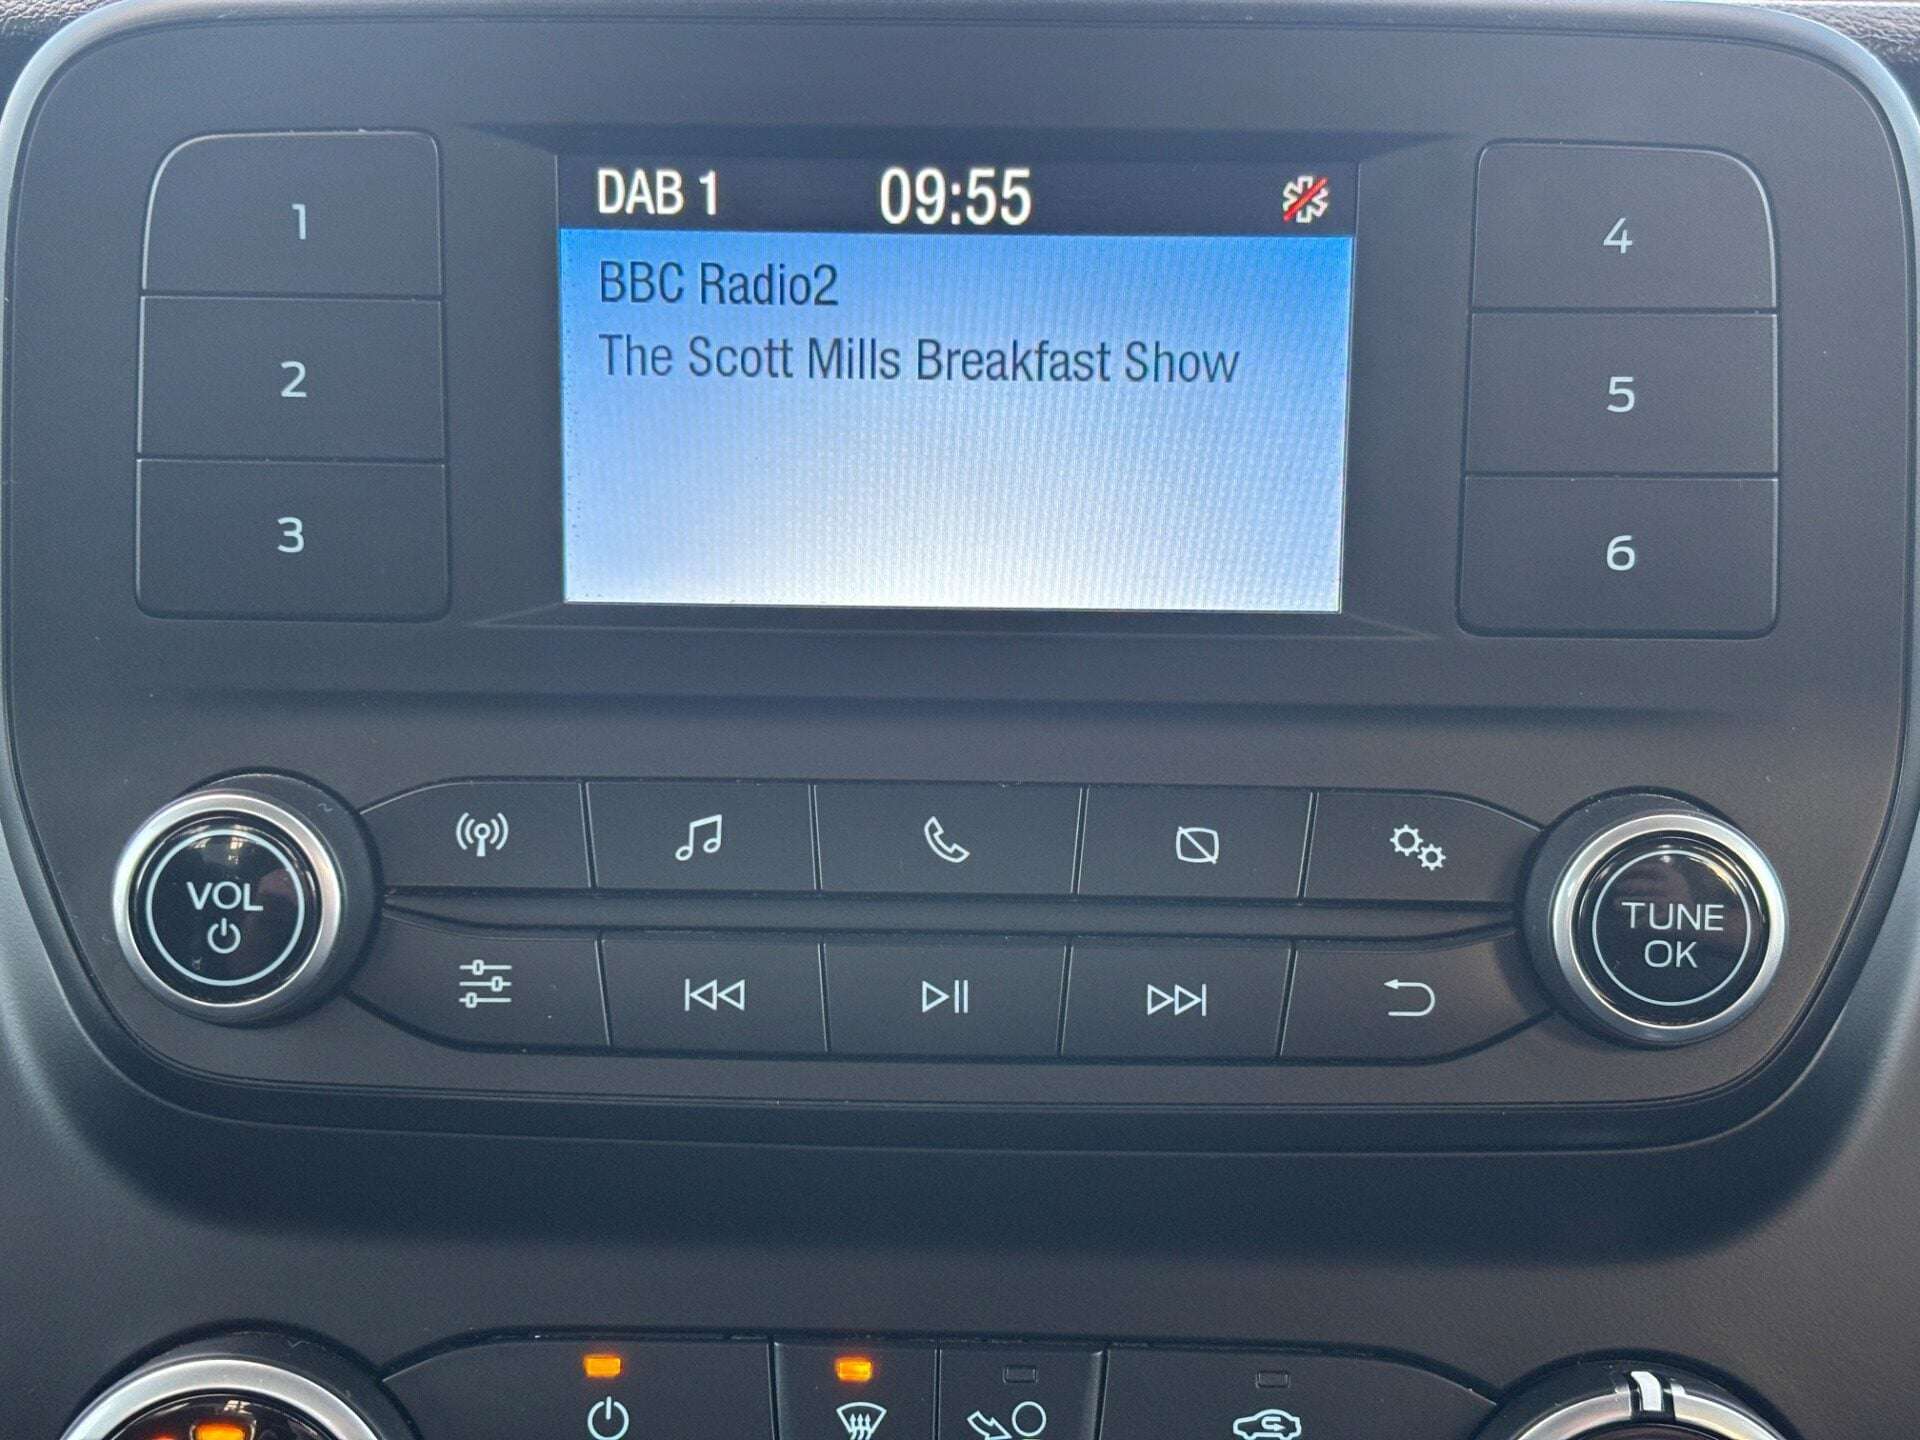 DAB 1 09:55
BBC Radio2
The Scott Mills Breakfast Show
1
2
3
4
5
6
VOL
TUNE
OK